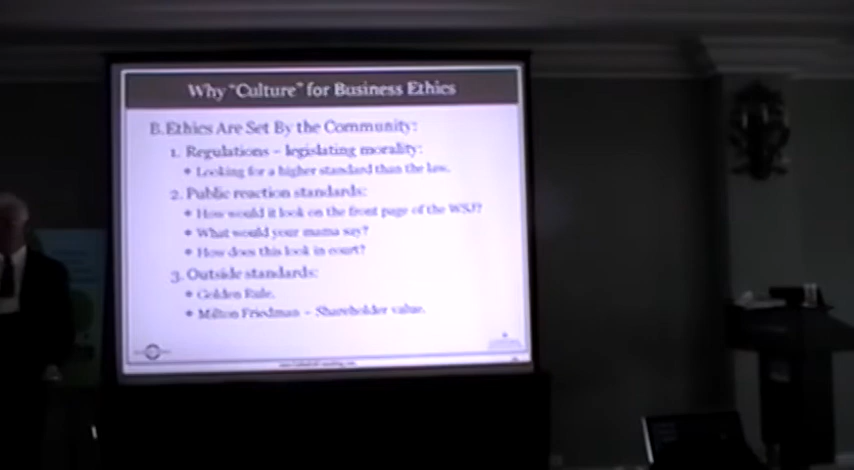 Why "Culture" for Business Ethics
B. Ethics Are Set By the Community:
1. Regulations – legislating morality:
• Looking for a higher standard than the law.
2. Public reaction standards:
• How would it look on the front page of the WSJ?
• What would your mama say?
• How does this look in court?
3. Outside standards:
• Golden Rule.
• Milton Friedman – Shareholder value.